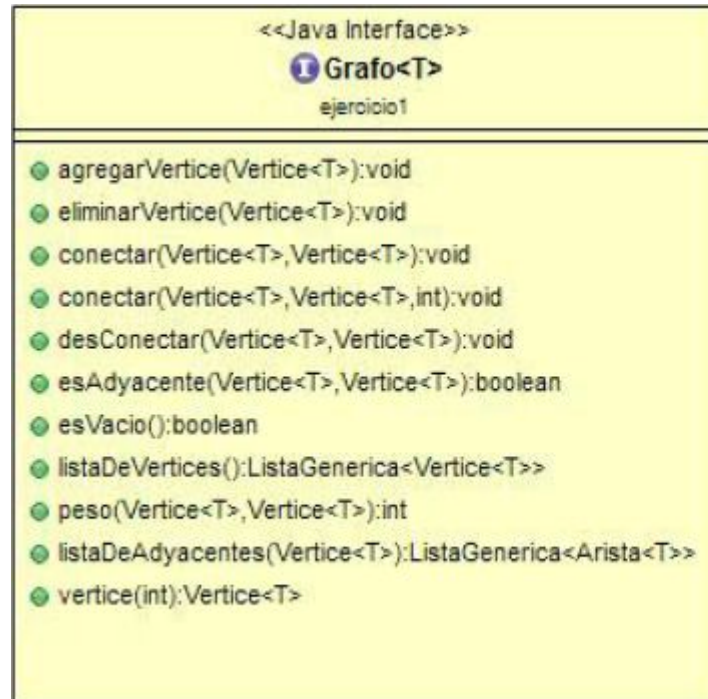 <<Java Interface>>
I Grafo<T>
ejercicio1
agregarVertice(Vertice<T>):void
eliminarVertice(Vertice<T>):void
conectar(Vertice<T>,Vertice<T>):void
conectar(Vertice<T>,Vertice<T>,int):void
desConectar(Vertice<T>,Vertice<T>):void
esAdyacente(Vertice<T>,Vertice<T>):boolean
esVacio():boolean
listaDeVertices():ListaGenerica<Vertice<T>>
peso(Vertice<T>,Vertice<T>):int
listaDeAdyacentes(Vertice<T>):ListaGenerica<Arista<T>>
vertice(int):Vertice<T>